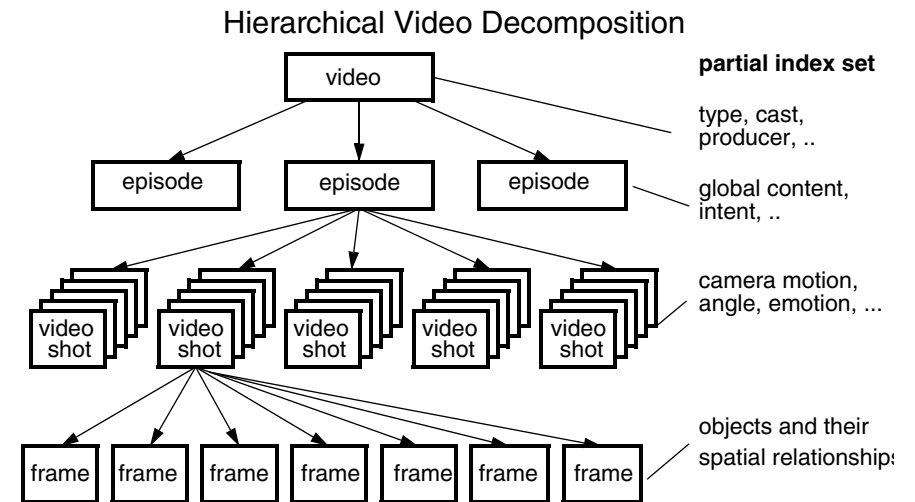 Hierarchical Video Decomposition
video
partial index set
type, cast,
producer, ..
episode
episode
episode
global content,
intent, ..
video
shot
video
shot
video
shot
video
shot
video
shot
camera motion,
angle, emotion, ...
frame
frame
frame
frame
frame
frame
frame
objects and their
spatial relationships